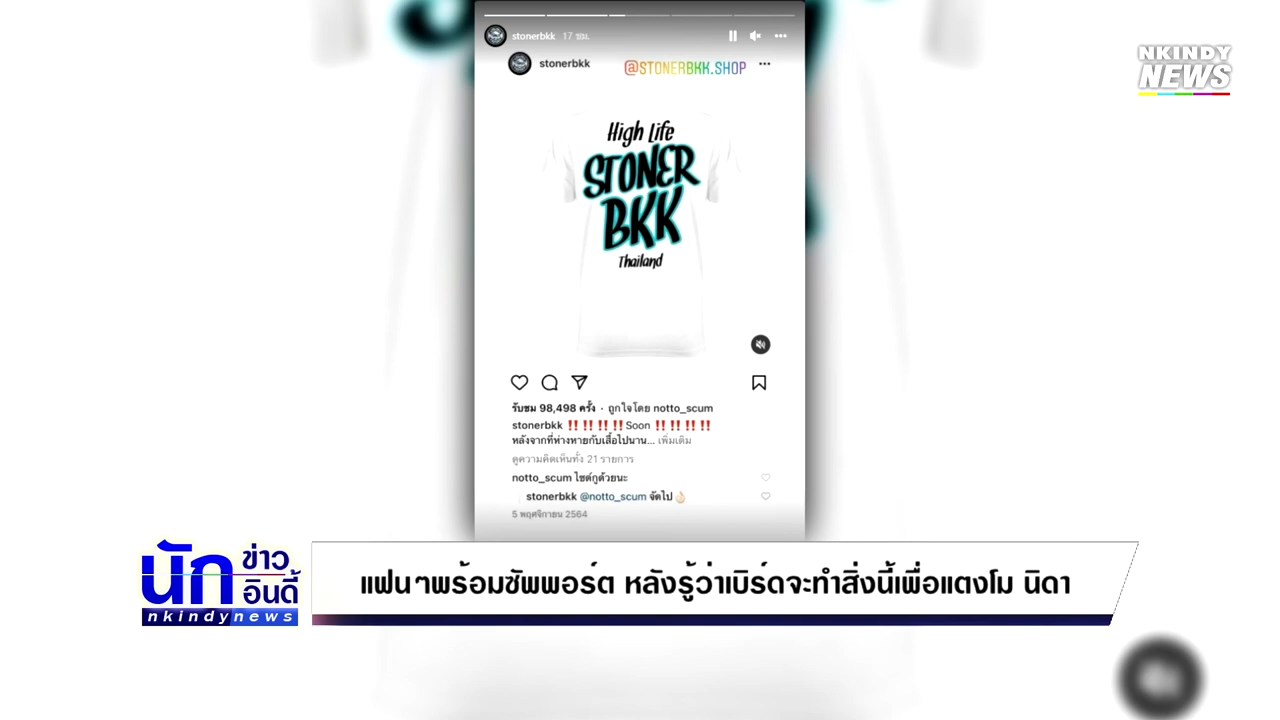 stonerbkk 17 ชม.
stonerbkk
@STONERBKK.SHOP
NKINDY
NEWS
High Life
STONER
BKK
Thailand
รับชม 98,498 ครั้ง · ถูกใจโดย notto_scum
stonerbkk ‼️‼️‼️‼️Soon ‼️‼️‼️‼️
หลังจากที่ห่างหายกับเสื้อไปนาน... เพิ่มเติม
ดูความคิดเห็นทั้ง 21 รายการ
notto_scum ไซด์กูด้วยนะ
stonerbkk @notto_scum จัดไป👌🏻
5 พฤศจิกายน 2564
นักข่าวอินดี้
nkindynews
แฟนๆพร้อมซัพพอร์ต หลังรู้ว่าเบิร์ดจะทำสิ่งนี้เพื่อแตงโม นิดา